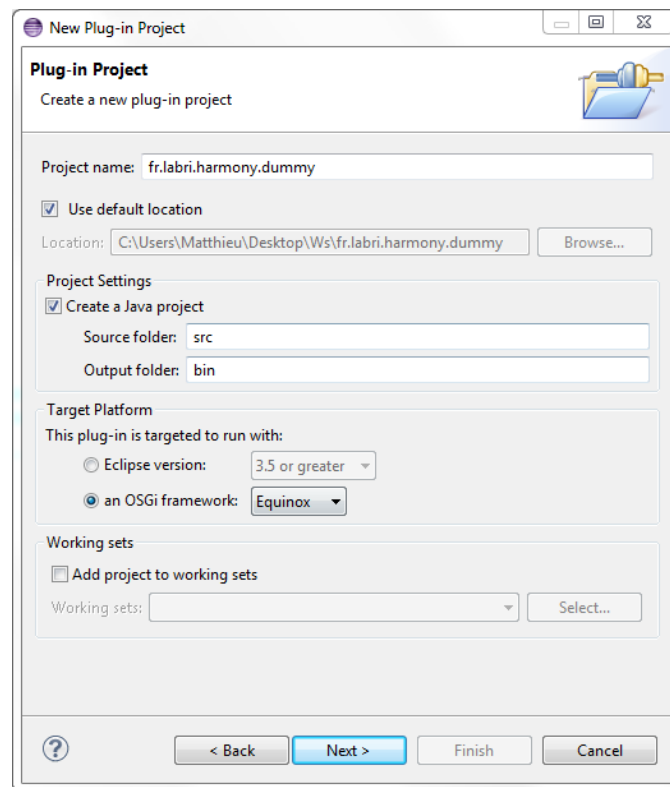 New Plug-in Project
Plug-in Project
Create a new plug-in project
Project name: fr.labri.harmony.dummy
Use default location
Location: C:\Users\Matthieu\Desktop\Ws\fr.labri.harmony.dummy Browse...
Project Settings
Create a Java project
Source folder: src
Output folder: bin
Target Platform
This plug-in is targeted to run with:
Eclipse version: 3.5 or greater
an OSGi framework: Equinox
Working sets
Add project to working sets
Working sets: Select...
? < Back Next > Finish Cancel